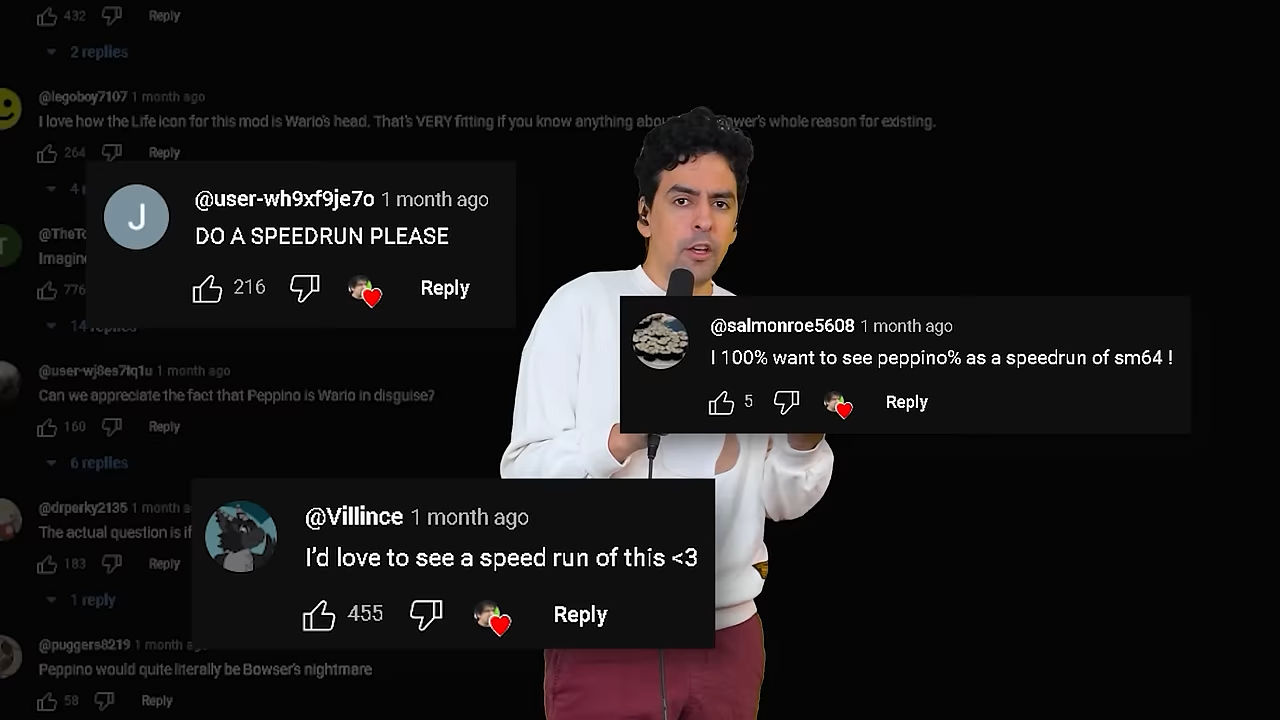 432 Reply
2 replies
@legoboy7107 1 month ago
I love how the Life icon for this mod is Wario's head. That's VERY fitting if you know anything whole reason for existing.
264 Reply
4
@user-wh9xf9je7o 1 month ago
J
DO A SPEEDRUN PLEASE
216 Reply
T
776
14 replies
@salmonroe5608 1 month ago
I 100% want to see peppino% as a speedrun of sm64 !
5 Reply
1 month ago
Can we appreciate the fact that Peppino is Wario in disguise?
160 Reply
6 replies
@drperky2135 1 month
The actual question is if
183 Reply
1 reply
@Villince 1 month ago
I'd love to see a speed run of this <3
455 Reply
@puggers8219 1 month
Peppino would quite literally be Bowser's nightmare
58 Reply